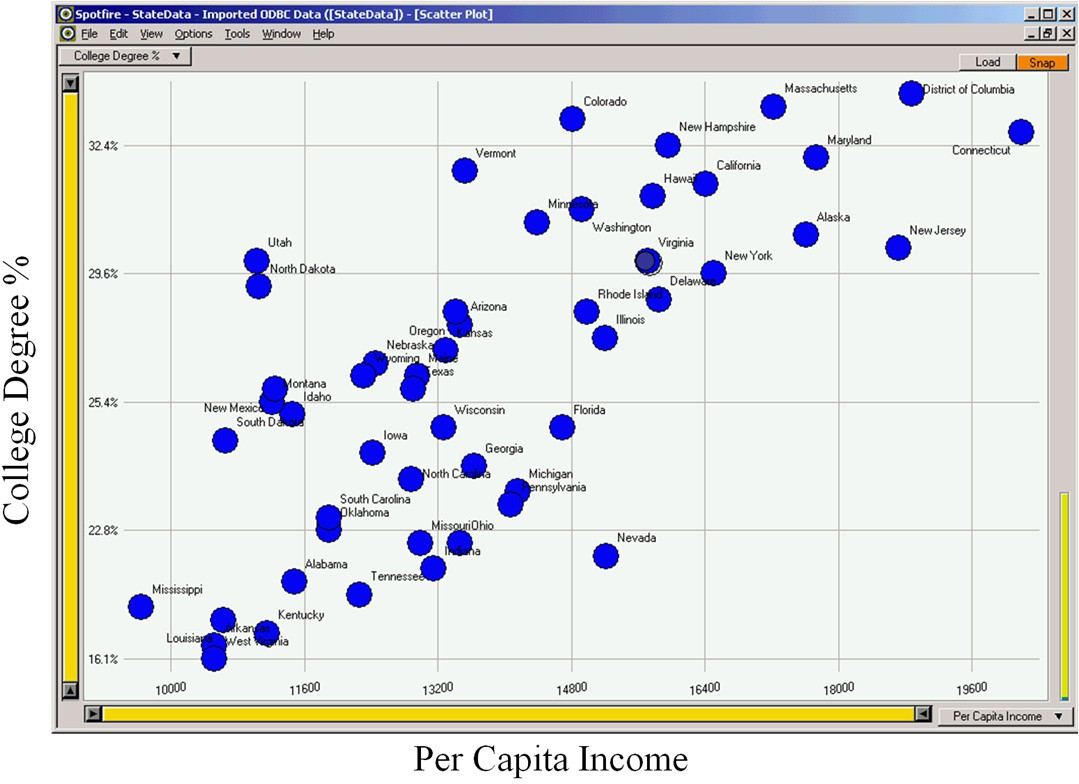 Spotfire - StateData - Imported ODBC Data ([StateData]) - [Scatter Plot]
File Edit View Options Tools Window Help
College Degree %
Load Snap
Massachusetts
District of Columbia
Colorado
New Hampshire
32.4%
Maryland
Connecticut
Vermont
California
Hawaii
Minnesota
Washington
Alaska
New Jersey
Utah
Virginia
New York
North Dakota
29.6%
Delaware
Rhode Island
Arizona
Illinois
Oregon
Kansas
Nebraska
Wyoming
Maine
Texas
Montana
Idaho
25.4%
New Mexico
South Dakota
Wisconsin
Florida
Iowa
Georgia
North Carolina
Michigan
Pennsylvania
South Carolina
Oklahoma
22.8%
Missouri
Ohio
Nevada
Indiana
Alabama
Tennessee
Mississippi
Kentucky
Arkansas
Louisiana
West Virginia
16.1%
10000 11600 13200 14800 16400 18000 19600
Per Capita Income
College Degree %
Per Capita Income